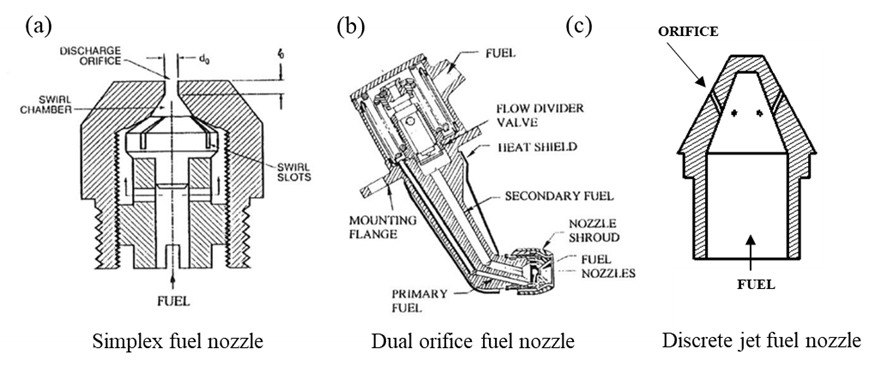 (a)
DISCHARGE
ORIFICE
d₀
ℓ₀
SWIRL
CHAMBER
SWIRL
SLOTS
FUEL
Simplex fuel nozzle
(b)
FUEL
FLOW DIVIDER
VALVE
HEAT SHIELD
SECONDARY FUEL
MOUNTING
FLANGE
NOZZLE
SHROUD
FUEL
NOZZLES
PRIMARY
FUEL
Dual orifice fuel nozzle
(c)
ORIFICE
FUEL
Discrete jet fuel nozzle